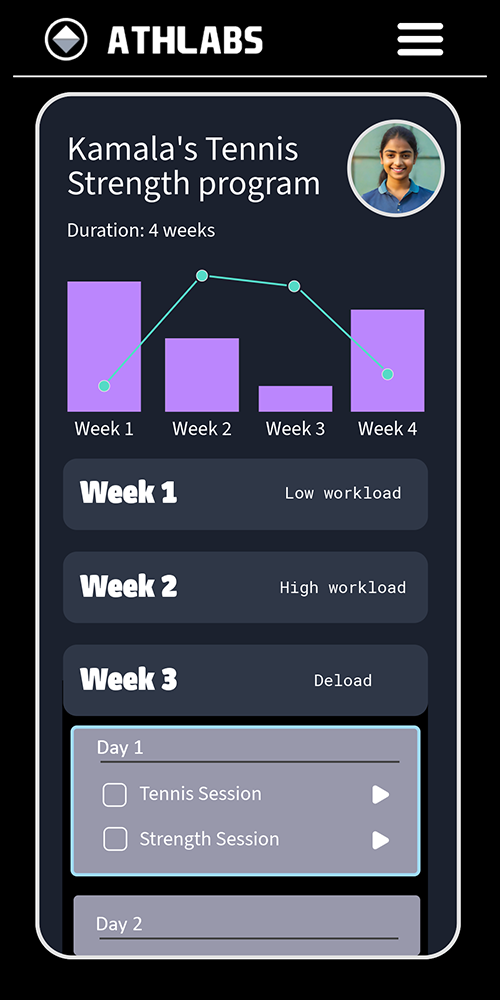 ATHLABS
Kamala's Tennis
Strength program
Duration: 4 weeks
Week 1 Week 2 Week 3 Week 4
Week 1 Low workload
Week 2 High workload
Week 3 Deload
Day 1
Tennis Session
Strength Session
Day 2